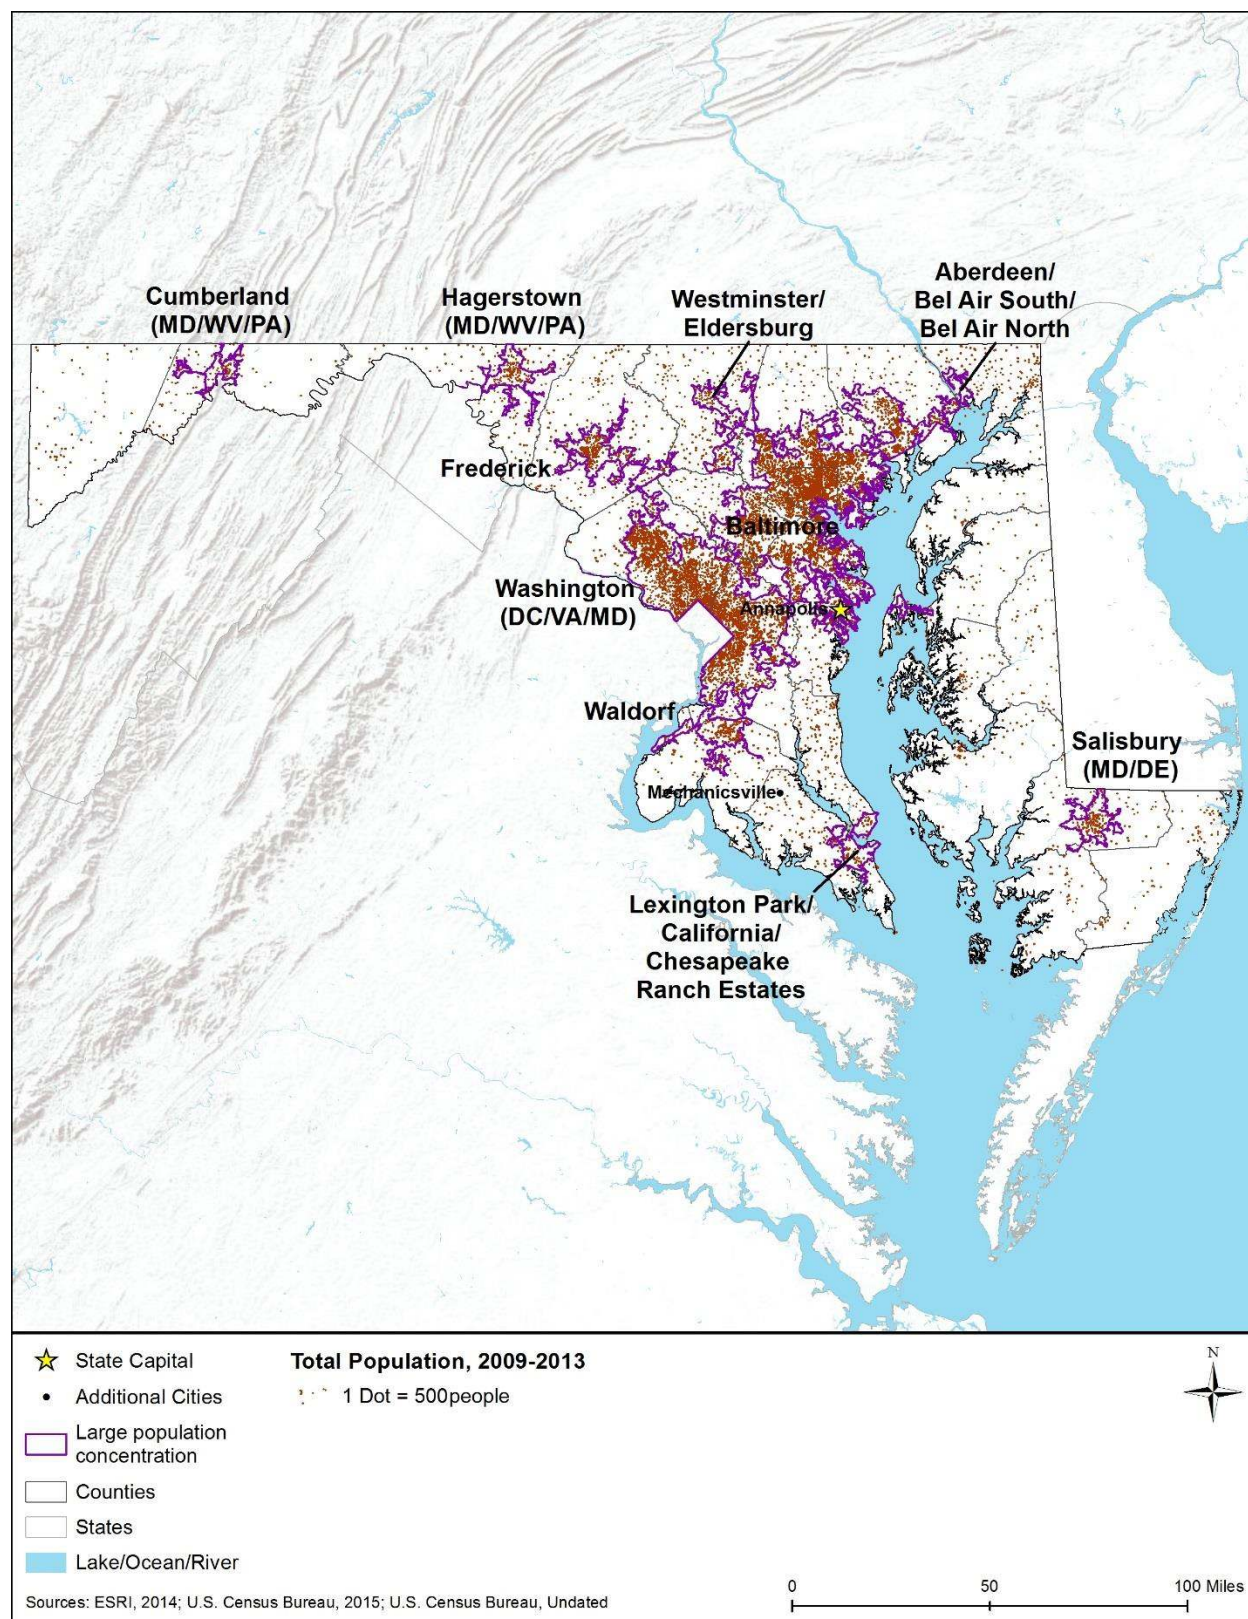 Aberdeen/
Bel Air South/
Bel Air North
Cumberland
(MD/WV/PA)
Hagerstown
(MD/WV/PA)
Westminster/
Eldersburg
Frederick
Baltimore
Washington
(DC/VA/MD)
Annapolis
Waldorf
Salisbury
(MD/DE)
Mechanicsville
Lexington Park/
California/
Chesapeake
Ranch Estates
State Capital
Additional Cities
Large population
concentration
Counties
States
Lake/Ocean/River
Total Population, 2009-2013
1 Dot = 500people
N
0 50 100 Miles
Sources: ESRI, 2014; U.S. Census Bureau, 2015; U.S. Census Bureau, Undated